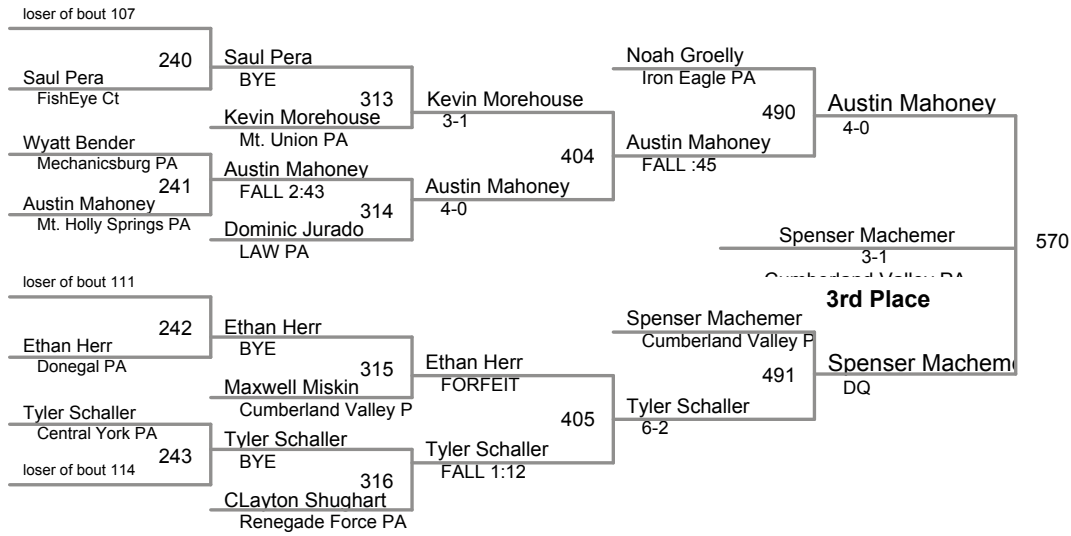 loser of bout 107
240
Saul Pera
FishEye Ct
Wyatt Bender
Mechanicsburg PA
241
Austin Mahoney
Mt. Holly Springs PA
loser of bout 111
242
Ethan Herr
Donegal PA
Tyler Schaller
Central York PA
243
loser of bout 114
Saul Pera
BYE
313
Kevin Morehouse
Mt. Union PA
Austin Mahoney
FALL 2:43
314
Dominic Jurado
LAW PA
Ethan Herr
BYE
315
Maxwell Miskin
Cumberland Valley P
Tyler Schaller
BYE
316
CLayton Shughart
Renegade Force PA
Kevin Morehouse
3-1
404
Austin Mahoney
4-0
Ethan Herr
FORFEIT
405
Tyler Schaller
FALL 1:12
Noah Groelly
Iron Eagle PA
490
Austin Mahoney
FALL :45
Spenser Machemer
Cumberland Valley P
491
Tyler Schaller
6-2
Austin Mahoney
4-0
Spenser Machemer
3-1
Cumberland Valley PA
3rd Place
570
Spenser Macheme
DQ